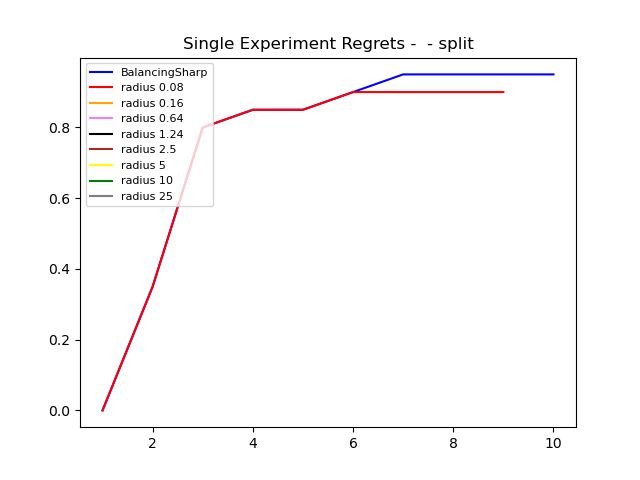 Single Experiment Regrets -  - split
BalancingSharp
radius 0.08
radius 0.16
radius 0.64
radius 1.24
radius 2.5
radius 5
radius 10
radius 25
0.8
0.6
0.4
0.2
0.0
2 4 6 8 10